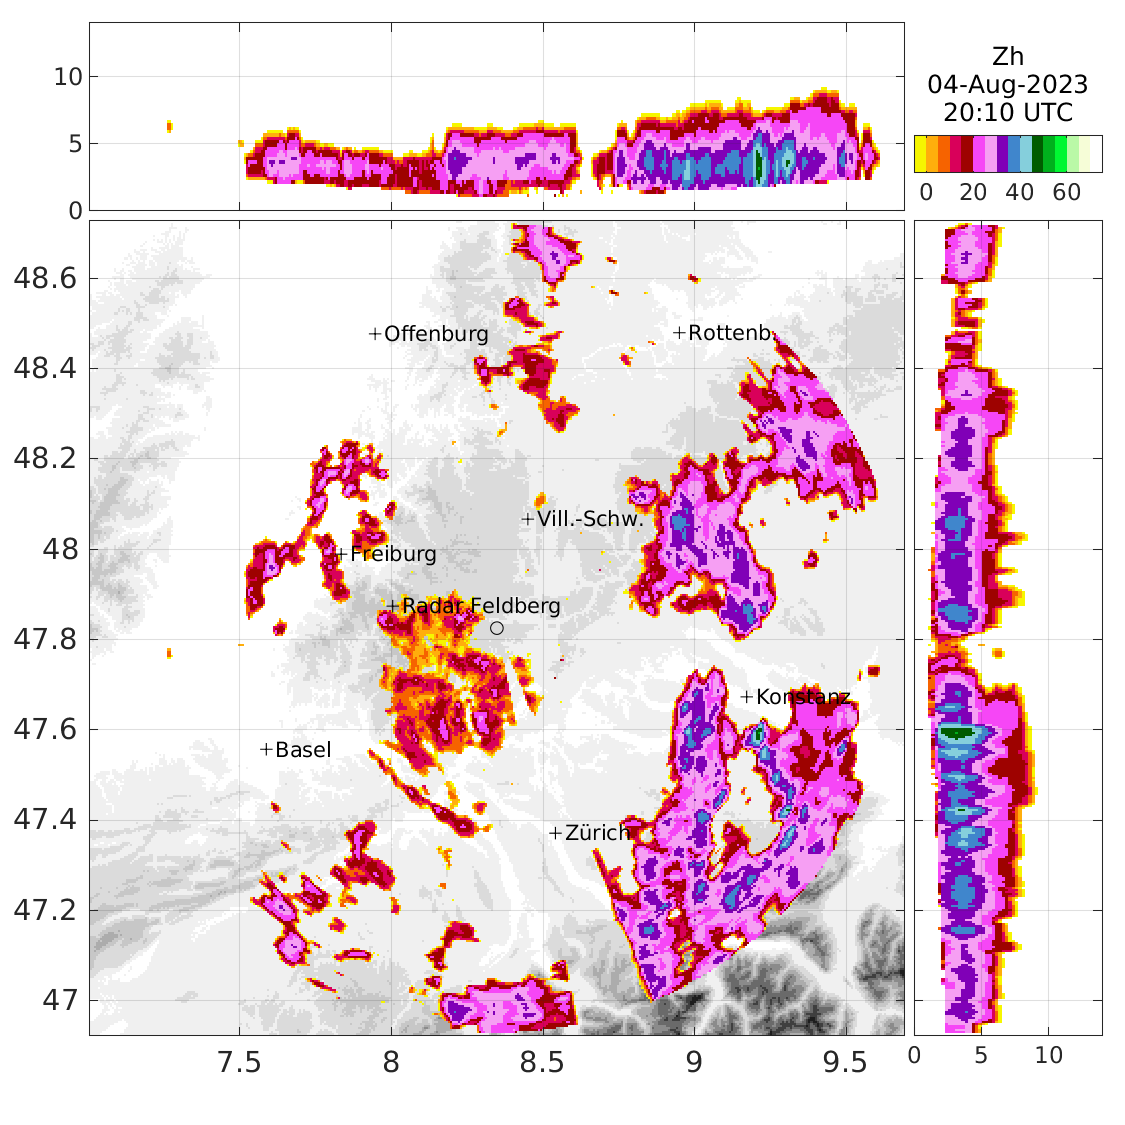 Zh
04-Aug-2023
20:10 UTC
10
5
0
0 20 40 60
48.6
48.4
48.2
48
47.8
47.6
47.4
47.2
47
+Offenburg
+Rottenb.
+Vill.-Schw.
+Freiburg
+Radar Feldberg
+Konstanz
+Basel
+Zürich
7.5 8 8.5 9 9.5
0 5 10